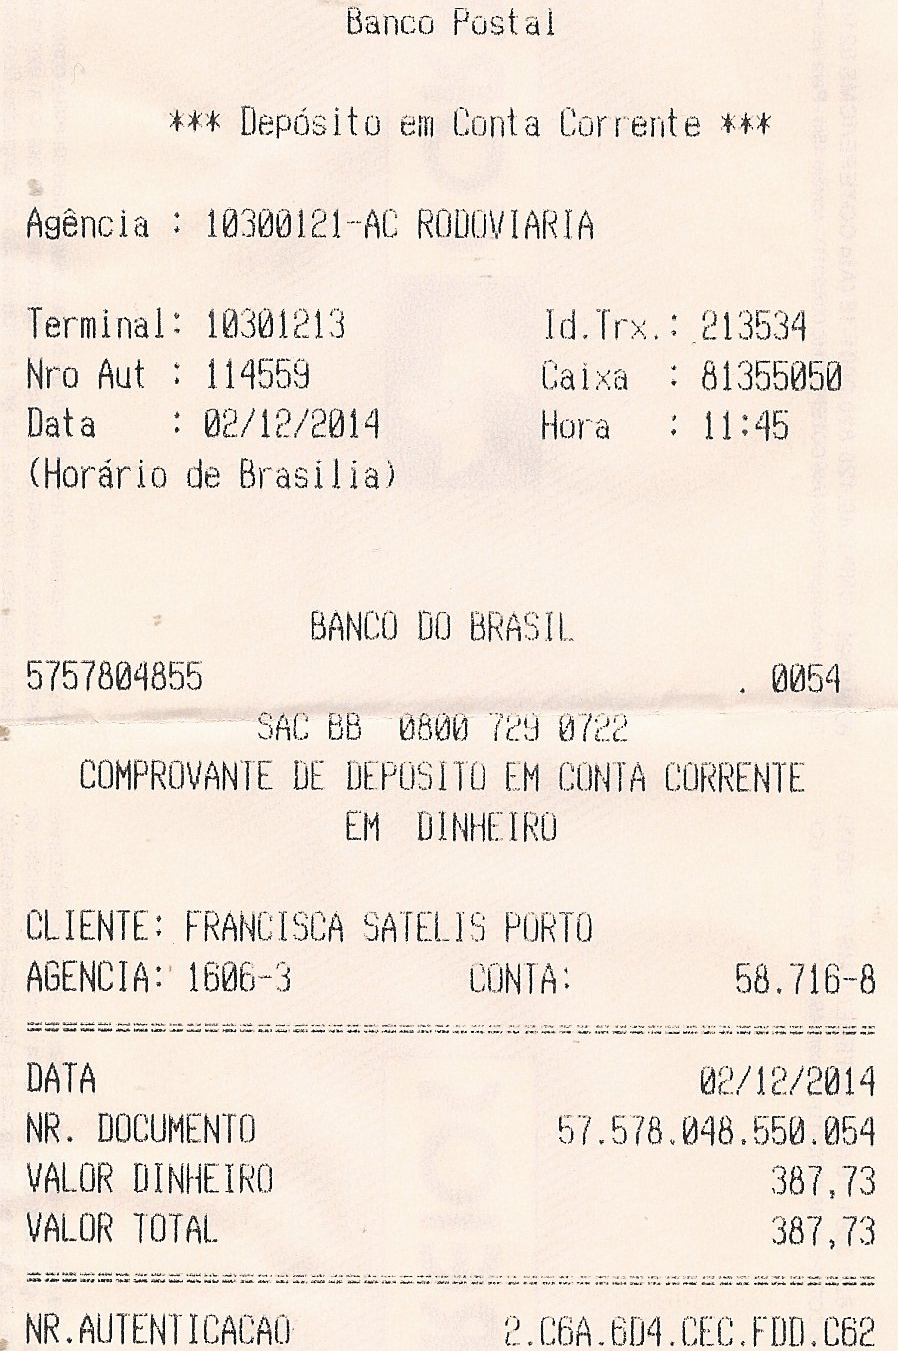 Banco Postal
*** Depósito em Conta Corrente ***
Agência : 10300121-AC RODOVIARIA
Terminal: 10301213 Id.Trx.: 213534
Nro Aut : 114559 Caixa : 81355050
Data : 02/12/2014 Hora : 11:45
(Horário de Brasilia)
BANCO DO BRASIL
5757804855 . 0054
SAC BB 0800 729 0722
COMPROVANTE DE DEPOSITO EM CONTA CORRENTE
EM DINHEIRO
CLIENTE: FRANCISCA SATELIS PORTO
AGENCIA: 1606-3 CONTA: 58.716-8
================================================
DATA 02/12/2014
NR. DOCUMENTO 57.578.048.550.054
VALOR DINHEIRO 387,73
VALOR TOTAL 387,73
================================================
NR.AUTENTICACAO 2.C6A.6D4.CEC.FDD.C62